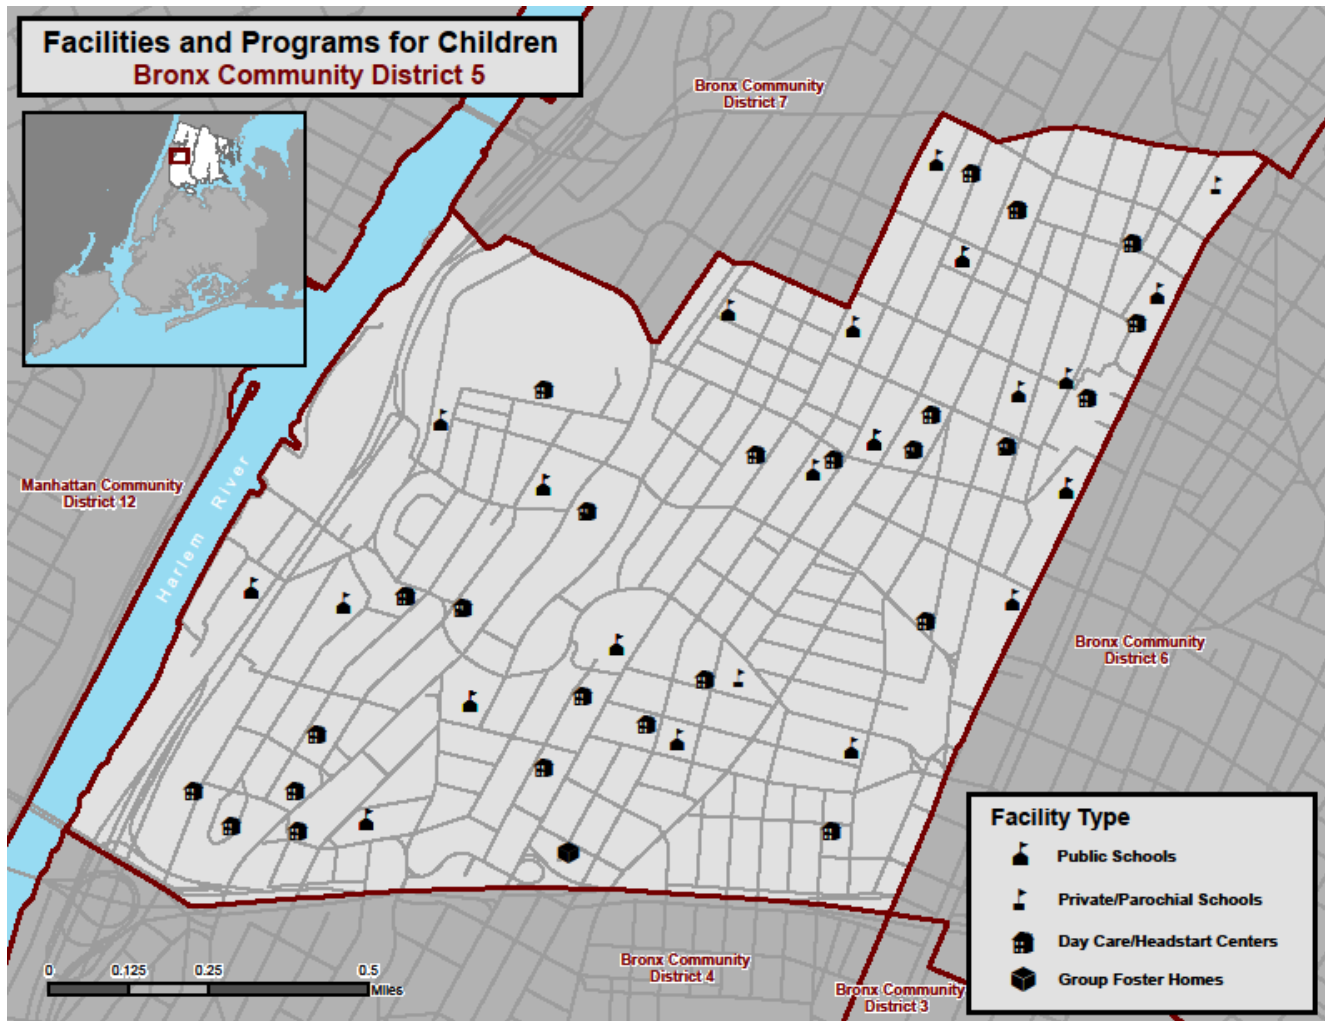 Facilities and Programs for Children
Bronx Community District 5
Bronx Community
District 7
Manhattan Community
District 12
Harlem River
Bronx Community
District 6
Facility Type
Public Schools
Private/Parochial Schools
Day Care/Headstart Centers
Group Foster Homes
0 0.125 0.25 0.5
Miles
Bronx Community
District 4
Bronx Community
District 3